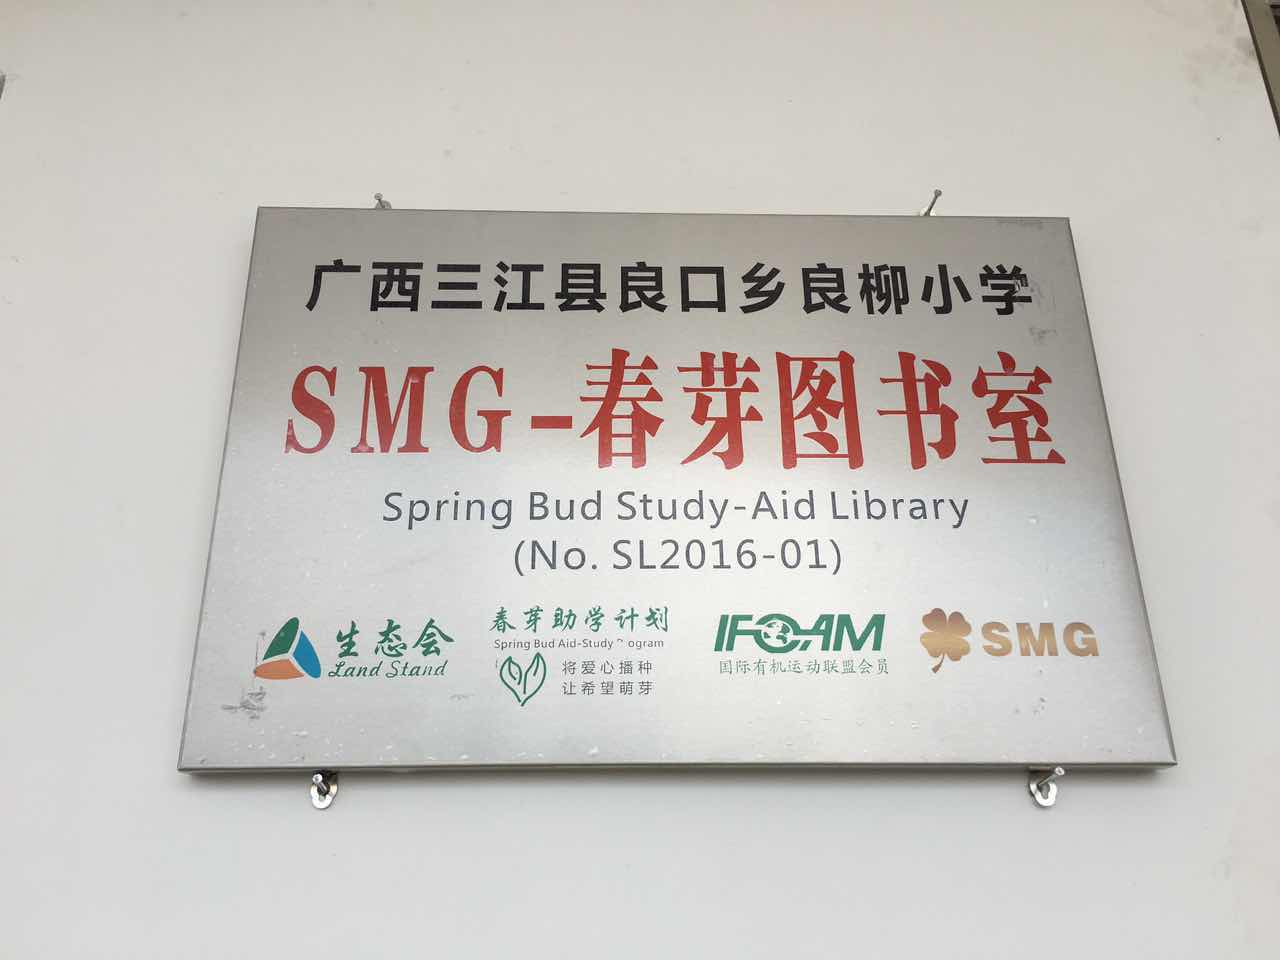 广西三江县良口乡良柳小学
SMG-春芽图书室
Spring Bud Study-Aid Library
(No. SL2016-01)
生态会
Land Stand
春芽助学计划
Spring Bud Aid-Study Program
将爱心播种
让希望萌芽
IFOAM
国际有机运动联盟会员
SMG